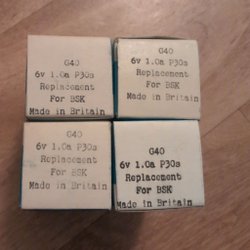 G40
6v 1.0a P30s
Replacement
For BSK
Made in Britain
G40
6v 1.0a P30s
Replacement
For BSK
Made in Britain
G40
6v 1.0a P30s
Replacement
For BSK
Made in Britain
G40
6v 1.0a P30s
Replacement
For BSK
Made in Britain